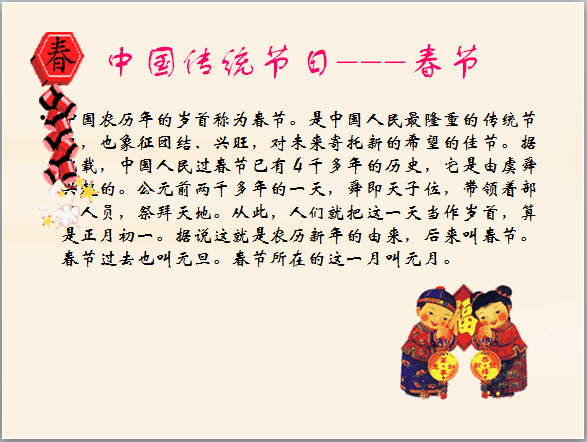 春
中国传统节日---春节
中国农历年的岁首称为春节。是中国人民最隆重的传统节
，也象征团结、兴旺，对未来寄托新的希望的佳节。据
载，中国人民过春节已有4千多年的历史，它是由虞舜
兴的。公元前两千多年的一天，舜即天子位，带领着部
人员，祭拜天地。从此，人们就把这一天当作岁首，算
是正月初一。据说这就是农历新年的由来，后来叫春节。
春节过去也叫元旦。春节所在的这一月叫元月。
福